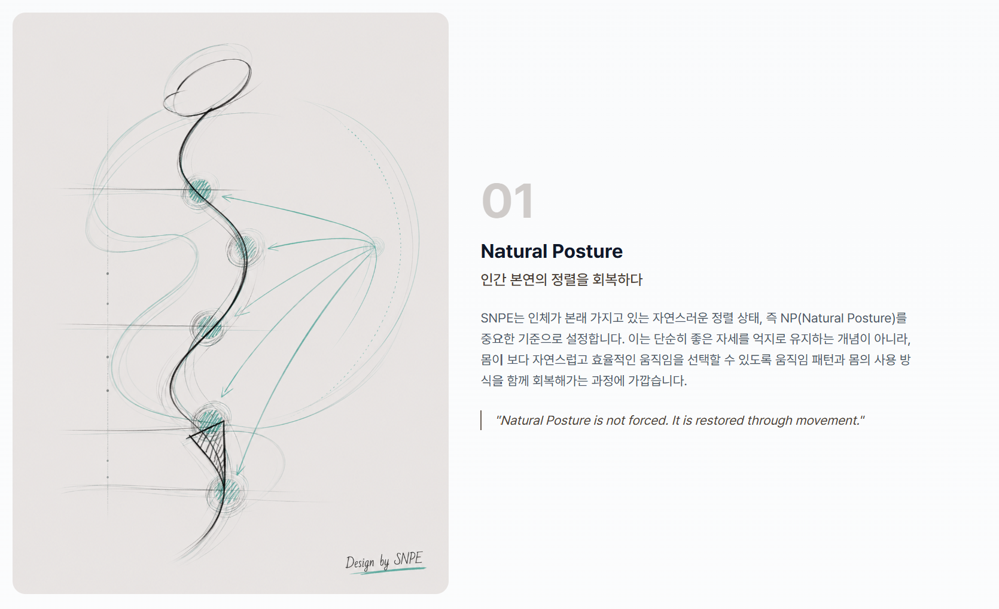 01
Natural Posture
인간 본연의 정렬을 회복하다
SNPE는 인체가 본래 가지고 있는 자연스러운 정렬 상태, 즉 NP(Natural Posture)를
중요한 기준으로 설정합니다. 이는 단순히 좋은 자세를 억지로 유지하는 개념이 아니라,
몸이 보다 자연스럽고 효율적인 움직임을 선택할 수 있도록 움직임 패턴과 몸의 사용 방
식을 함께 회복해가는 과정에 가깝습니다.
"Natural Posture is not forced. It is restored through movement."
Design by SNPE